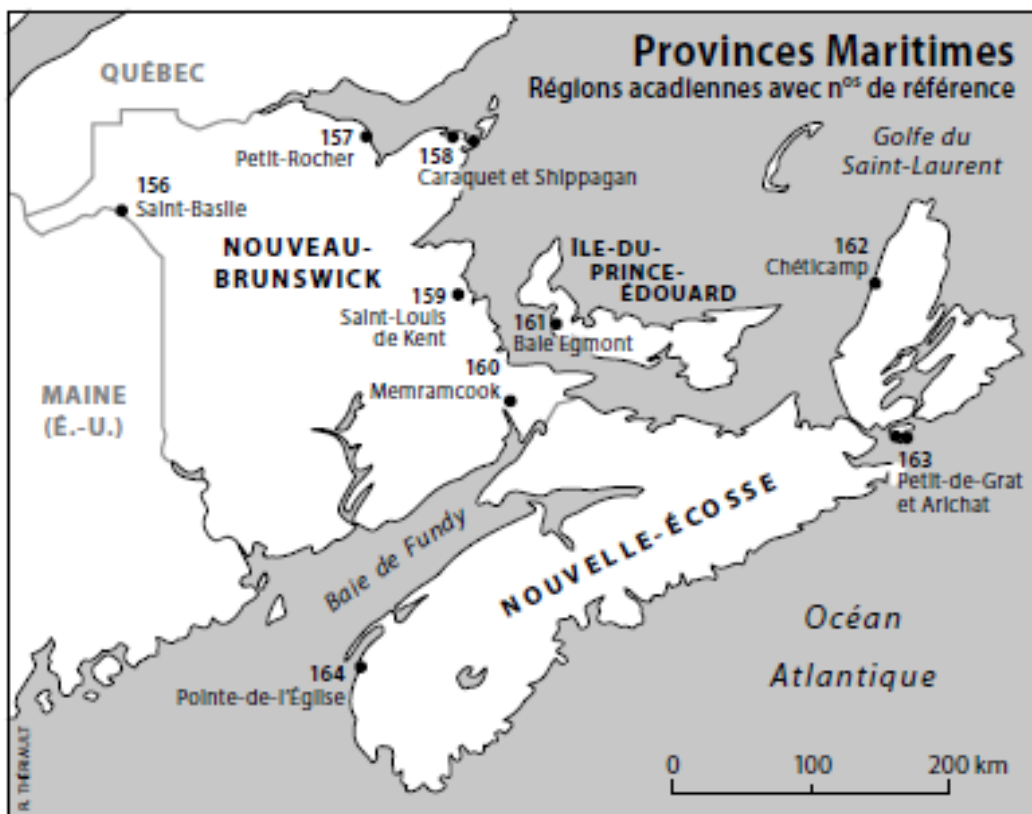 Provinces Maritimes
Régions acadiennes avec nos de référence
QUÉBEC
Golfe du
Saint-Laurent
157
Petit-Rocher
158
Caraquet et Shippagan
156
Saint-Basile
NOUVEAU-
BRUNSWICK
ÎLE-DU-
PRINCE-
ÉDOUARD
162
Chéticamp
159
Saint-Louis
de Kent
161
Baie Egmont
160
Memramcook
MAINE
(É.-U.)
163
Petit-de-Grat
et Arichat
NOUVELLE-ÉCOSSE
Baie de Fundy
Océan
Atlantique
164
Pointe-de-l'Église
0 100 200 km
R. THÉRIAULT